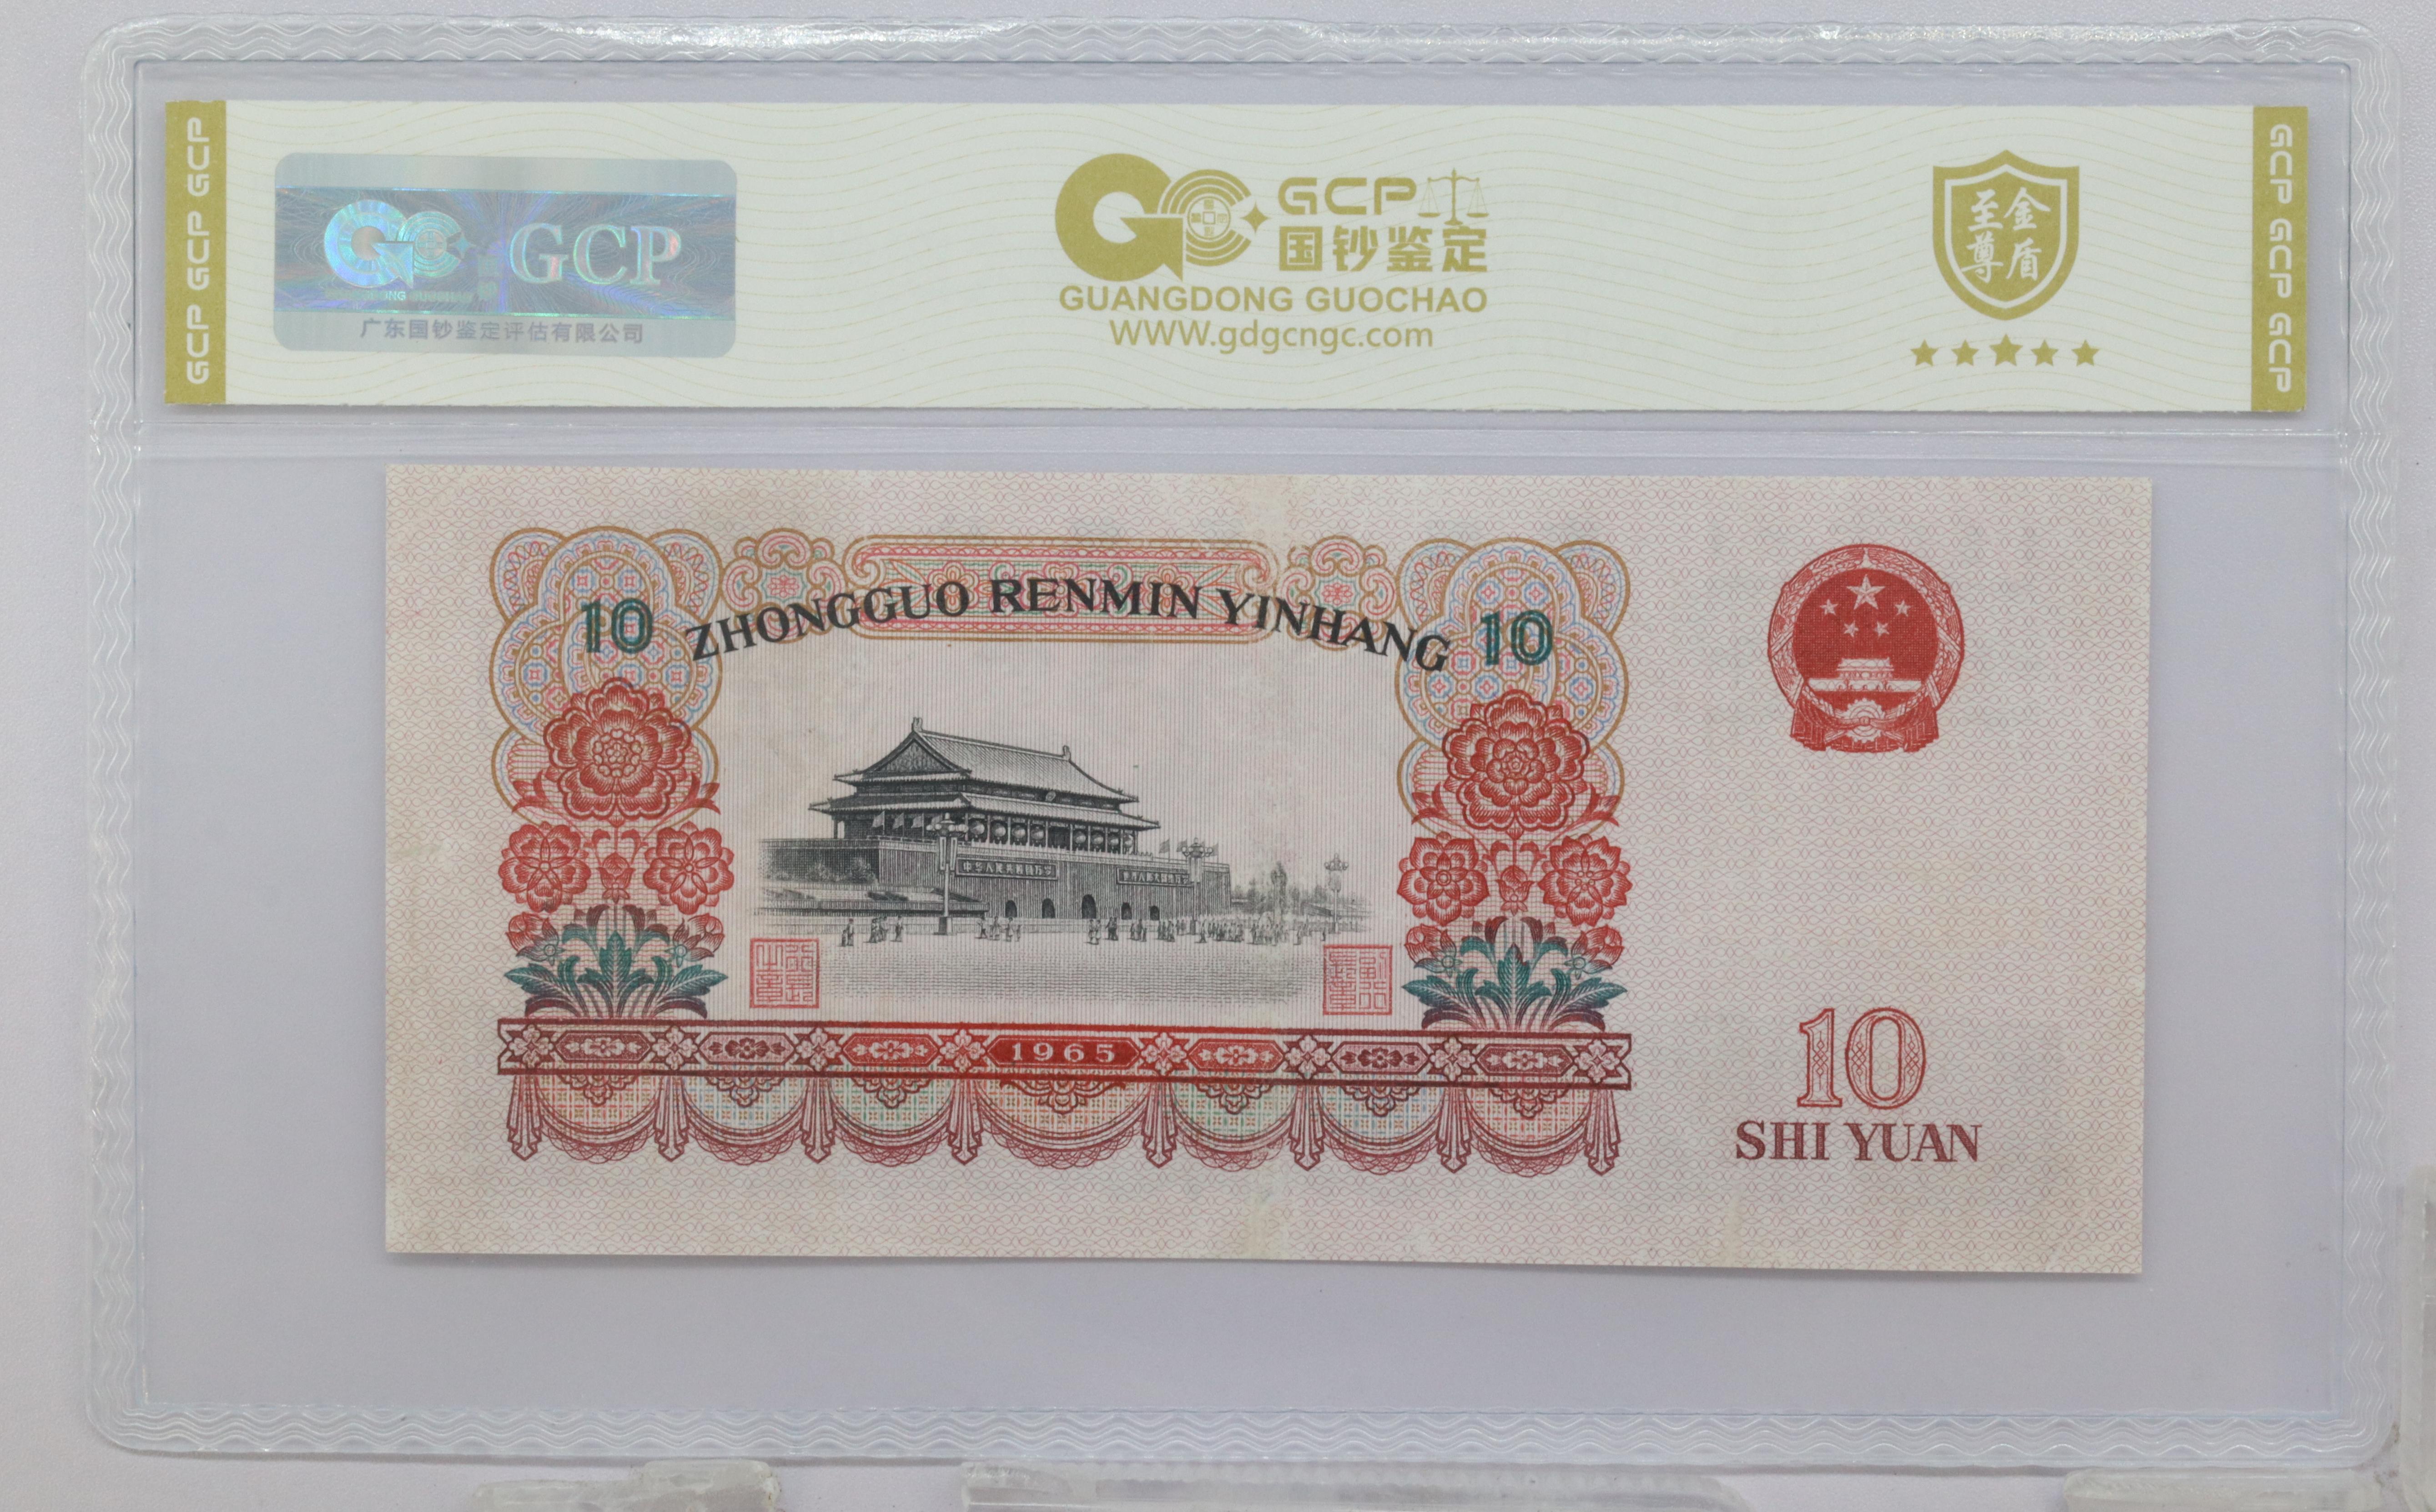 GCP GCP GCP
GCP
GUANGDONG GUOCHAO
广东国钞鉴定评估有限公司
GCP
国钞鉴定
GUANGDONG GUOCHAO
WWW.gdgcngc.com
至尊
金盾
GCP GCP GCP
10
ZHONGGUO RENMIN YINHANG
10
1965
10
SHI YUAN